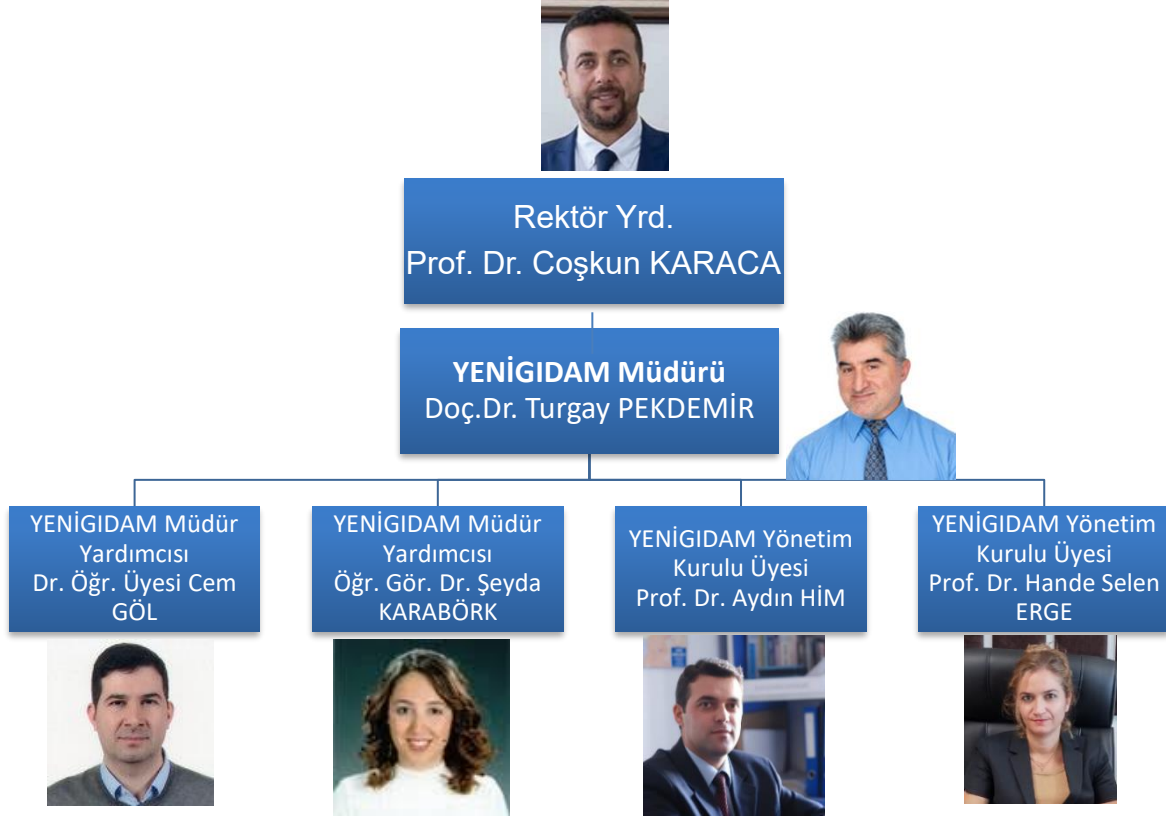 Rektör Yrd.
Prof. Dr. Coşkun KARACA
YENİGIDAM Müdürü
Doç.Dr. Turgay PEKDEMİR
YENİGIDAM Müdür
Yardımcısı
Dr. Öğr. Üyesi Cem
GÖL
YENİGIDAM Müdür
Yardımcısı
Öğr. Gör. Dr. Şeyda
KARABÖRK
YENİGIDAM Yönetim
Kurulu Üyesi
Prof. Dr. Aydın HİM
YENİGIDAM Yönetim
Kurulu Üyesi
Prof. Dr. Hande Selen
ERGE